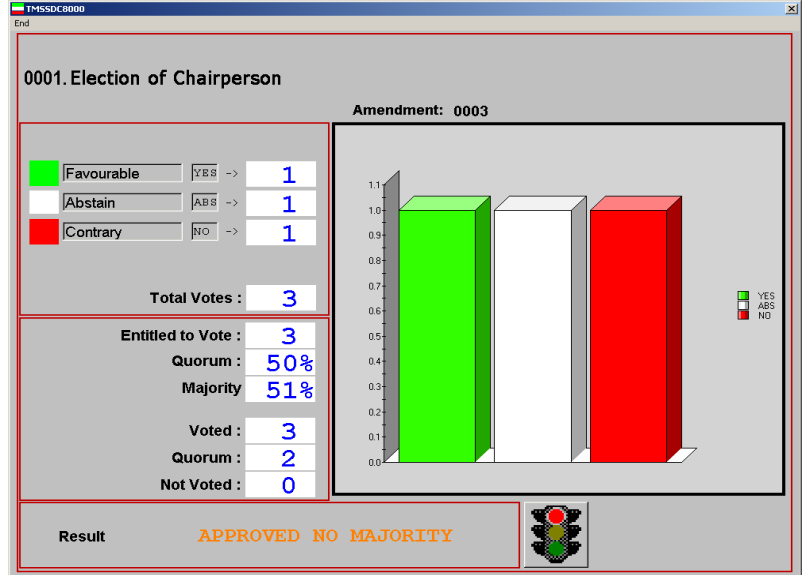 TMSSDC8000
End
0001. Election of Chairperson
Amendment: 0003
Favourable YES -> 1
Abstain ABS -> 1
Contrary NO -> 1
Total Votes : 3
Entitled to Vote : 3
Quorum : 50%
Majority 51%
Voted : 3
Quorum : 2
Not Voted : 0
1.1
1.0
0.9
0.8
0.7
0.6
0.5
0.4
0.3
0.2
0.1
0.0
YES
ABS
NO
Result APPROVED NO MAJORITY